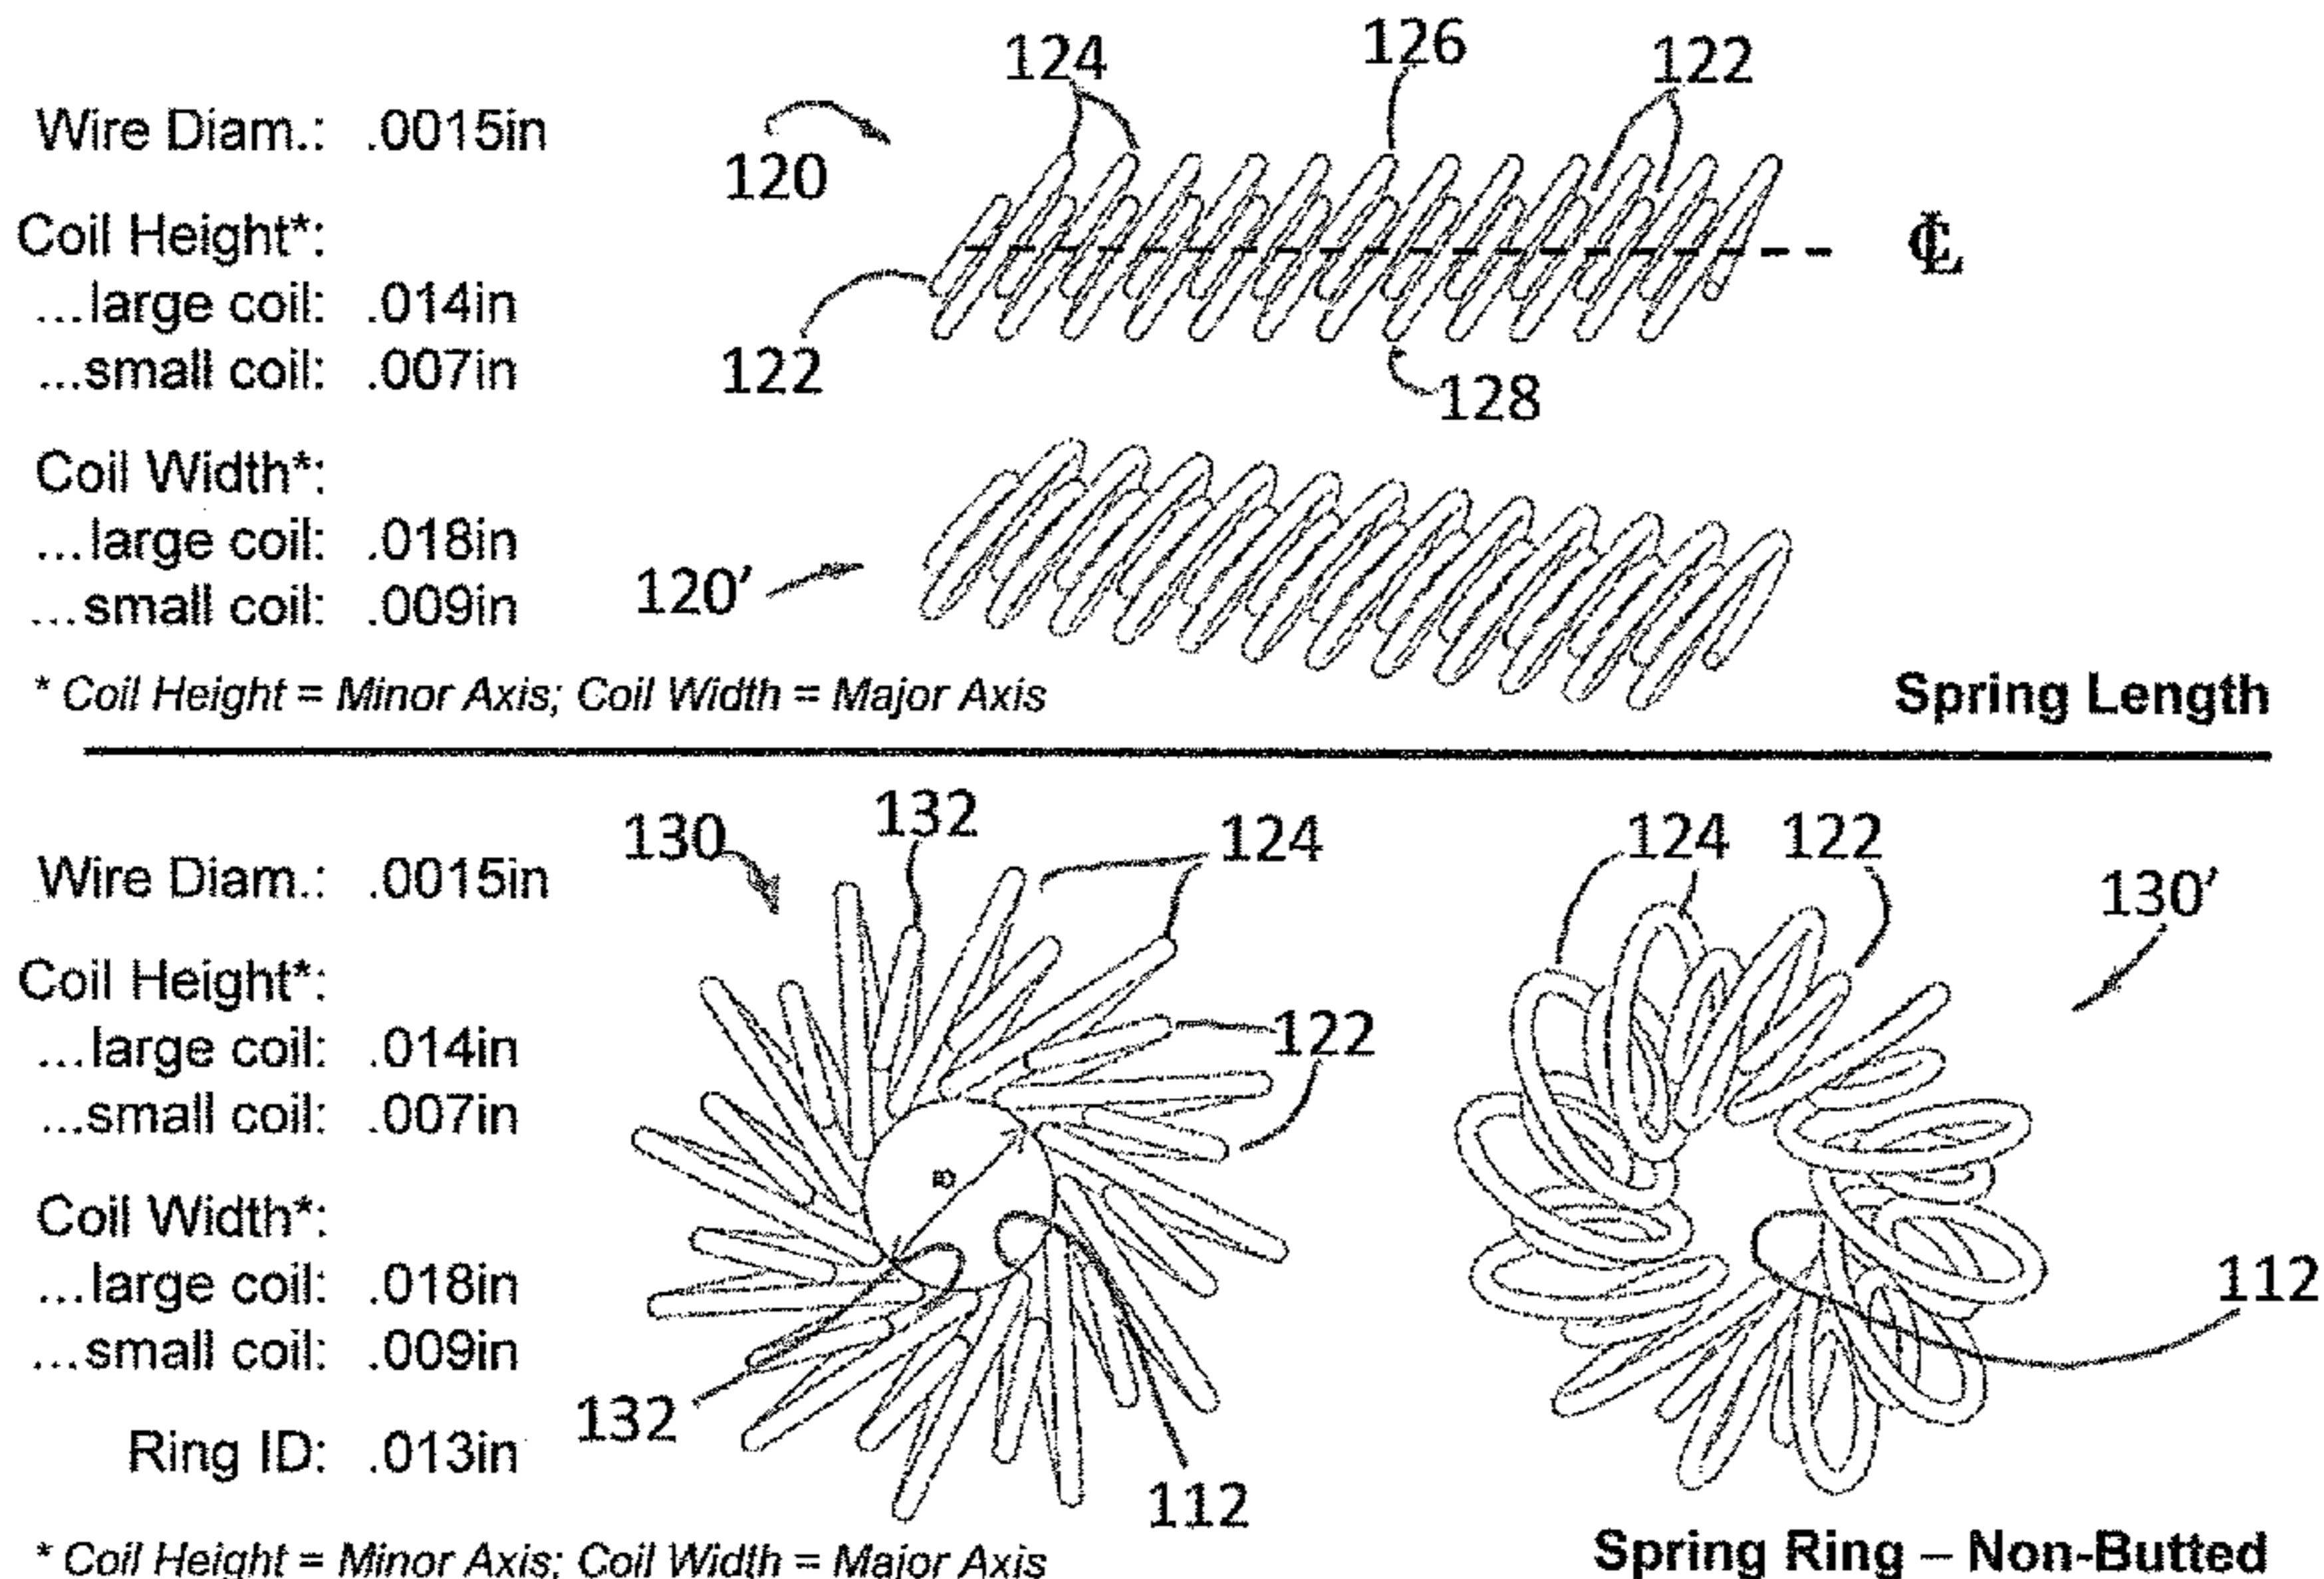 124
126
122
Wire Diam.: .0015in
120
Coil Height*:
℄
...large coil: .014in
...small coil: .007in
122
128
Coil Width*:
...large coil: .018in
120'
...small coil: .009in
* Coil Height = Minor Axis; Coil Width = Major Axis
Spring Length
130
132
124
124
122
Wire Diam.: .0015in
130'
Coil Height*:
...large coil: .014in
122
...small coil: .007in
ID
Coil Width*:
...large coil: .018in
112
...small coil: .009in
132
Ring ID: .013in
112
* Coil Height = Minor Axis; Coil Width = Major Axis
Spring Ring – Non-Butted